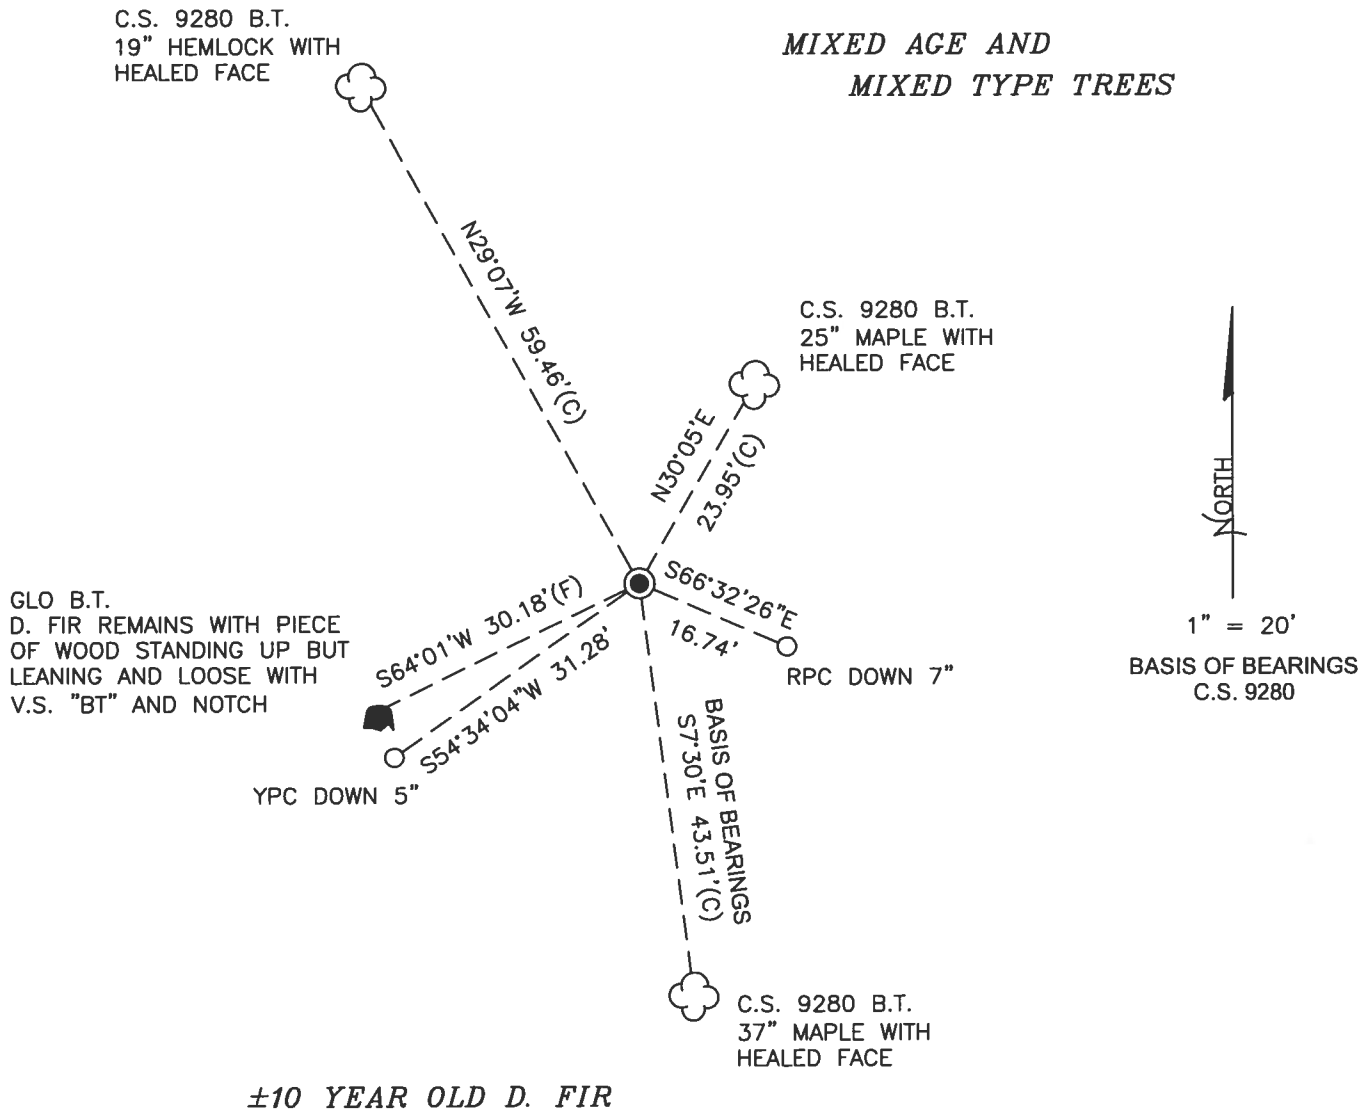 C.S. 9280 B.T.
19" HEMLOCK WITH
HEALED FACE
MIXED AGE AND
MIXED TYPE TREES
N29°07'W 59.46'(C)
C.S. 9280 B.T.
25" MAPLE WITH
HEALED FACE
N30°05'E
23.95'(C)
NORTH
1" = 20'
BASIS OF BEARINGS
C.S. 9280
S66°32'26"E
16.74'
RPC DOWN 7"
GLO B.T.
D. FIR REMAINS WITH PIECE
OF WOOD STANDING UP BUT
LEANING AND LOOSE WITH
V.S. "BT" AND NOTCH
S64°01'W 30.18'(F)
S54°34'04"W 31.28'
YPC DOWN 5"
BASIS OF BEARINGS
S7°30'E 43.51'(C)
C.S. 9280 B.T.
37" MAPLE WITH
HEALED FACE
±10 YEAR OLD D. FIR